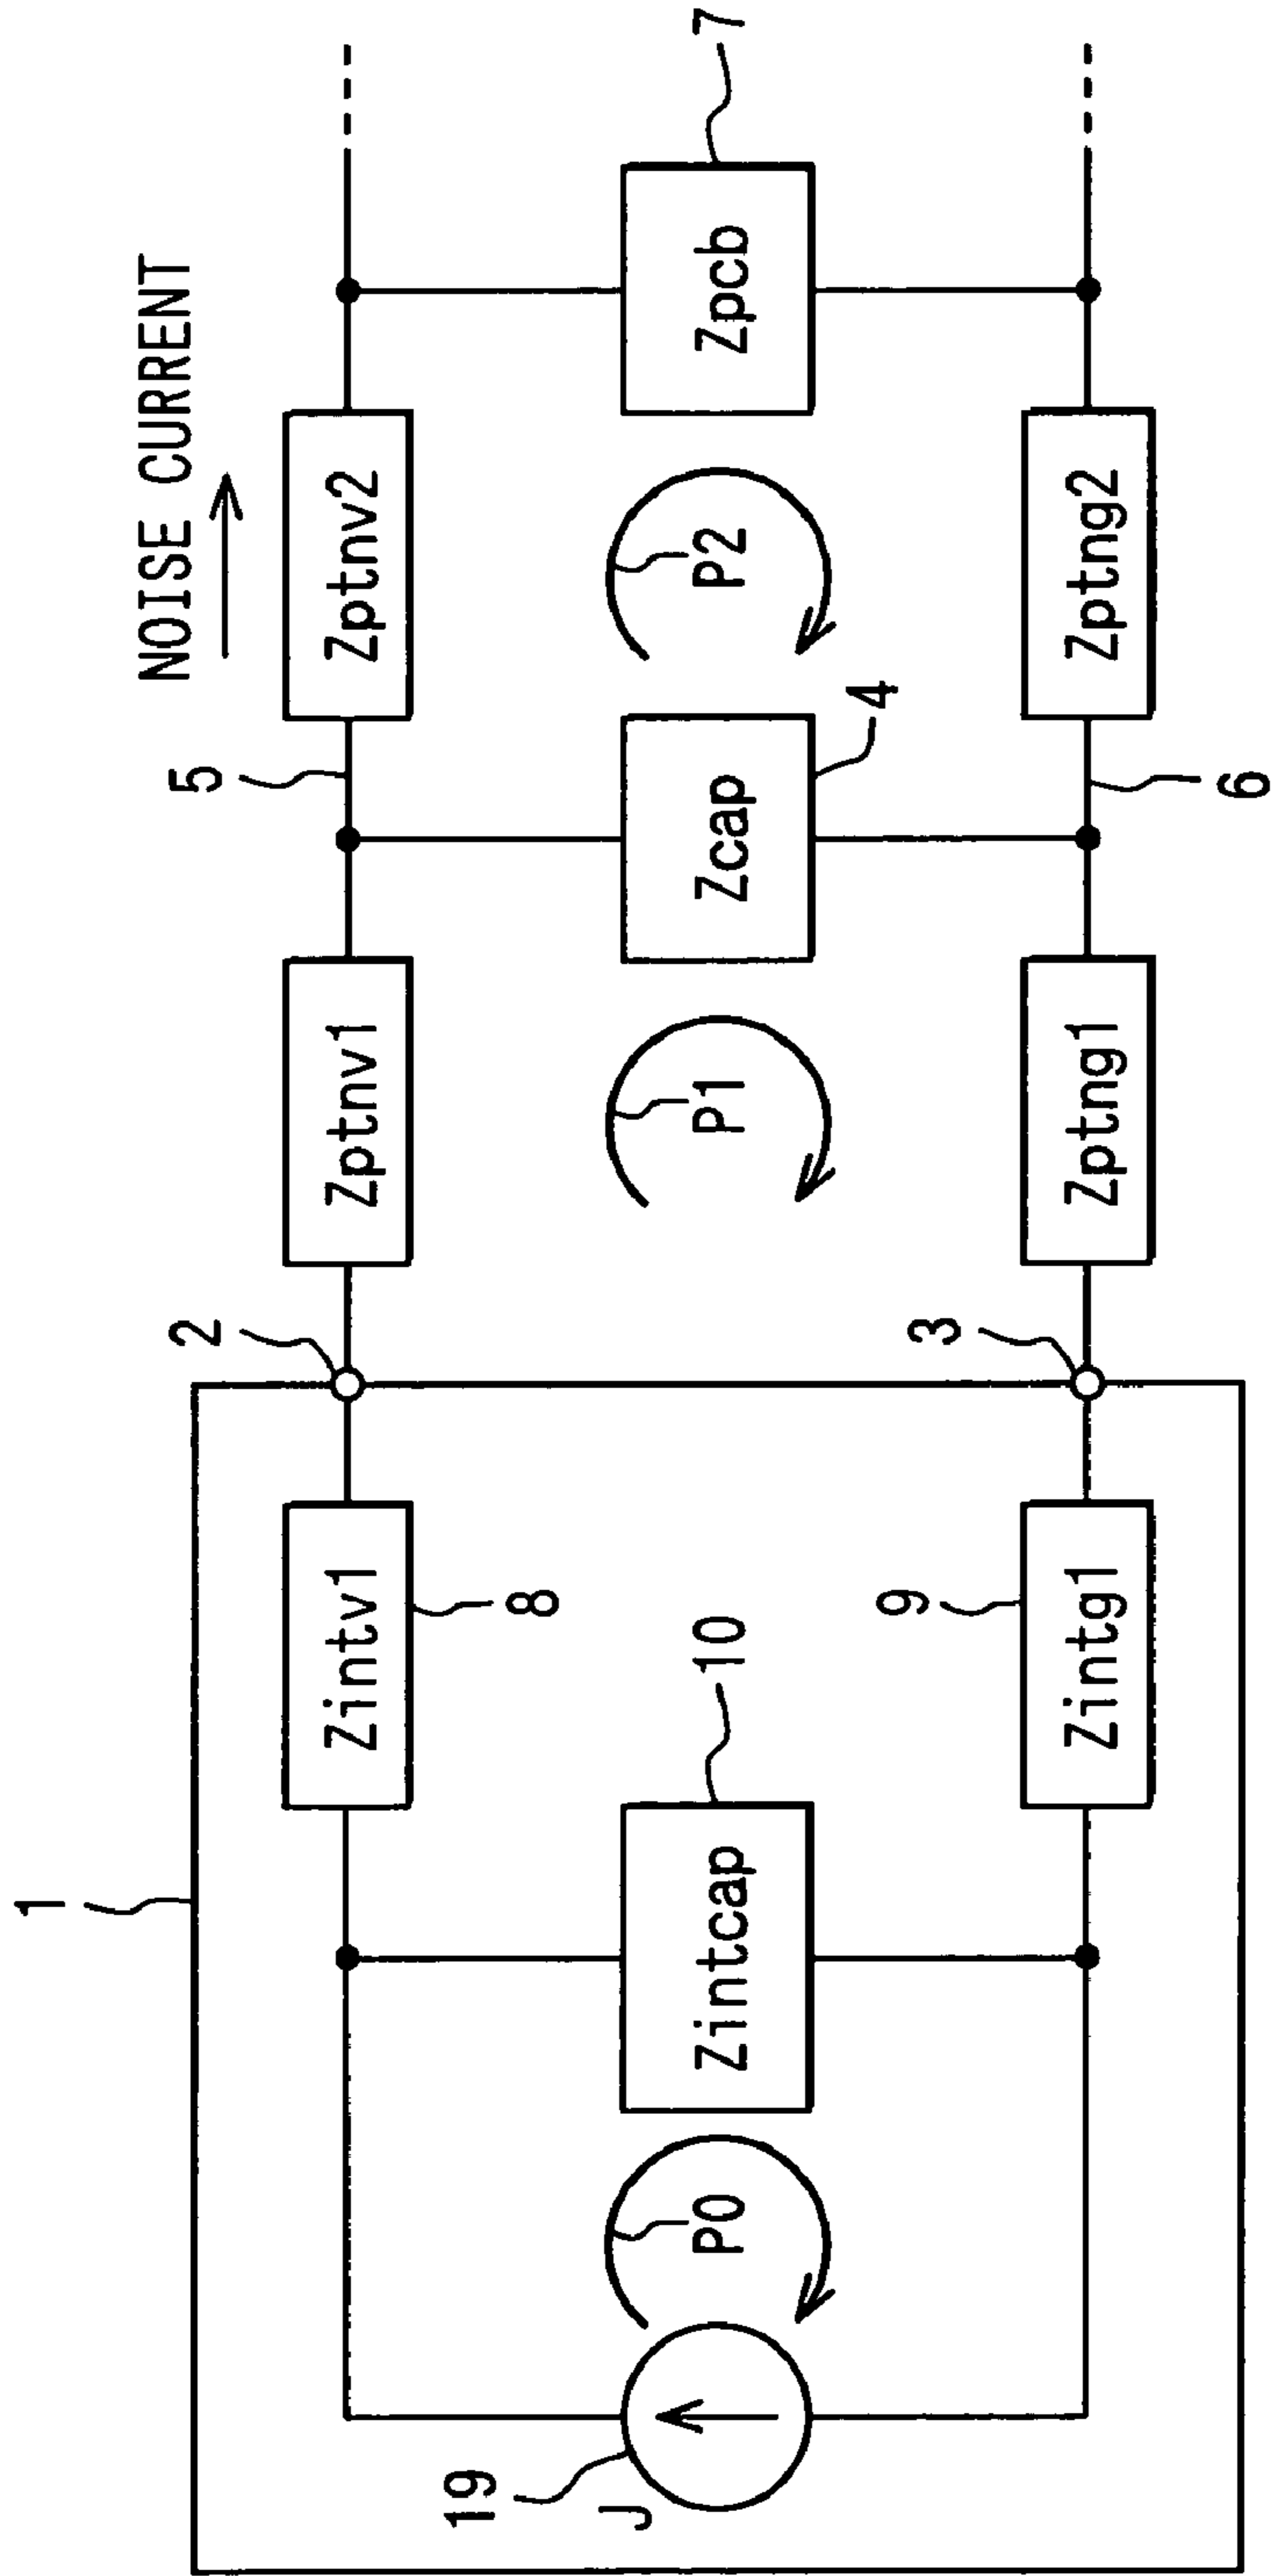 NOISE CURRENT
1
2
5
Zintv1
Zptnv1
Zptnv2
8
19
J
P0
Zintcap
10
P1
Zcap
4
P2
Zpcb
7
9
3
Zintg1
Zptng1
Zptng2
6